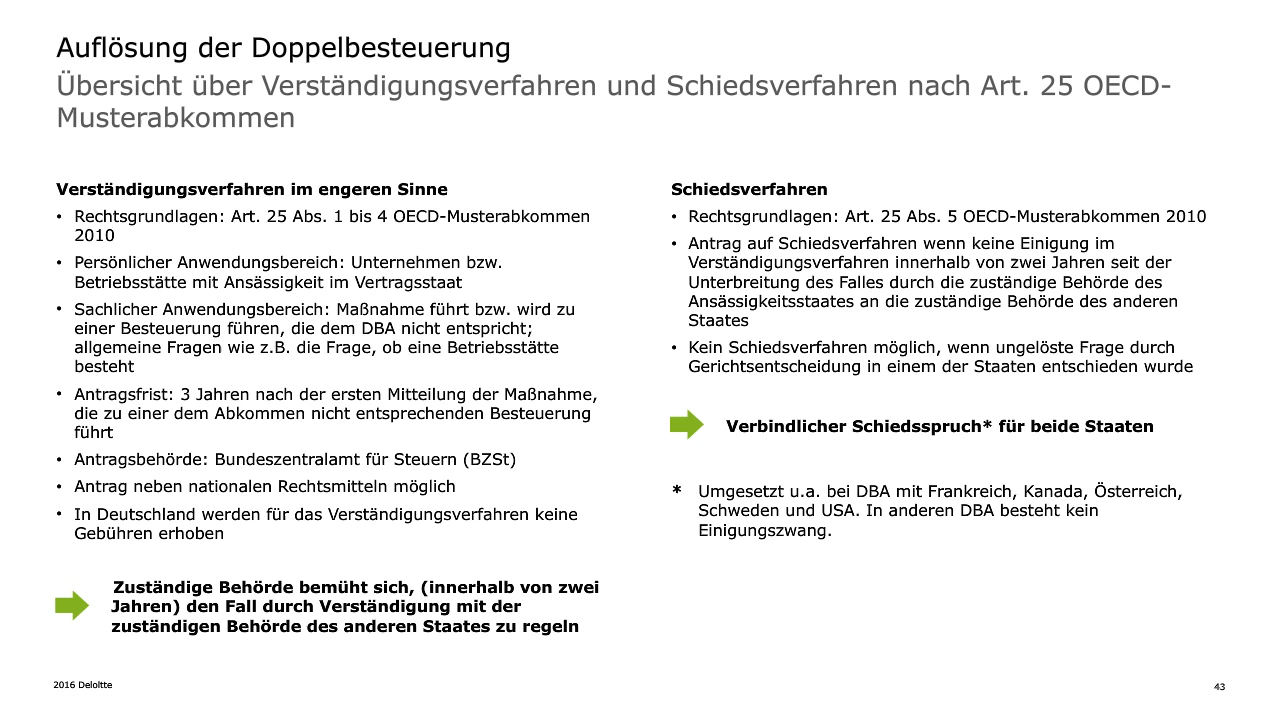 Auflösung der Doppelbesteuerung
Übersicht über Verständigungsverfahren und Schiedsverfahren nach Art. 25 OECD-
Musterabkommen
Verständigungsverfahren im engeren Sinne
• Rechtsgrundlagen: Art. 25 Abs. 1 bis 4 OECD-Musterabkommen
2010
• Persönlicher Anwendungsbereich: Unternehmen bzw.
Betriebsstätte mit Ansässigkeit im Vertragsstaat
• Sachlicher Anwendungsbereich: Maßnahme führt bzw. wird zu
einer Besteuerung führen, die dem DBA nicht entspricht;
allgemeine Fragen wie z.B. die Frage, ob eine Betriebsstätte
besteht
• Antragsfrist: 3 Jahren nach der ersten Mitteilung der Maßnahme,
die zu einer dem Abkommen nicht entsprechenden Besteuerung
führt
• Antragsbehörde: Bundeszentralamt für Steuern (BZSt)
• Antrag neben nationalen Rechtsmitteln möglich
• In Deutschland werden für das Verständigungsverfahren keine
Gebühren erhoben
Zuständige Behörde bemüht sich, (innerhalb von zwei
Jahren) den Fall durch Verständigung mit der
zuständigen Behörde des anderen Staates zu regeln
Schiedsverfahren
• Rechtsgrundlagen: Art. 25 Abs. 5 OECD-Musterabkommen 2010
• Antrag auf Schiedsverfahren wenn keine Einigung im
Verständigungsverfahren innerhalb von zwei Jahren seit der
Unterbreitung des Falles durch die zuständige Behörde des
Ansässigkeitsstaates an die zuständige Behörde des anderen
Staates
• Kein Schiedsverfahren möglich, wenn ungelöste Frage durch
Gerichtsentscheidung in einem der Staaten entschieden wurde
Verbindlicher Schiedsspruch* für beide Staaten
* Umgesetzt u.a. bei DBA mit Frankreich, Kanada, Österreich,
Schweden und USA. In anderen DBA besteht kein
Einigungszwang.
2016 Deloitte
43